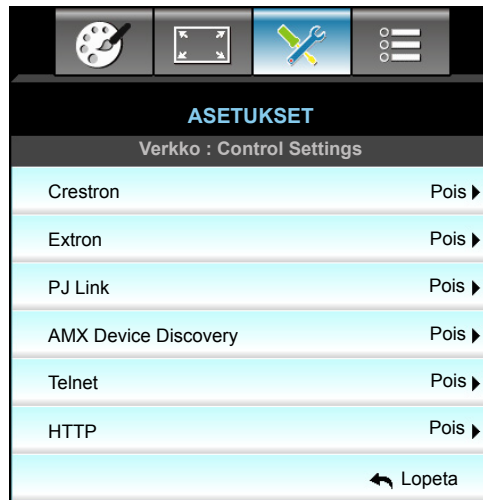 ASETUKSET
Verkko : Control Settings
Crestron Pois
Extron Pois
PJ Link Pois
AMX Device Discovery Pois
Telnet Pois
HTTP Pois
Lopeta